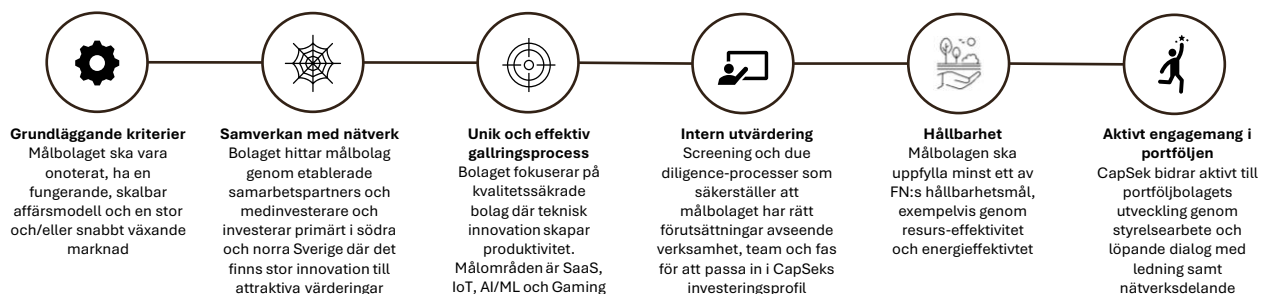 Grundläggande kriterier
Målbolaget ska vara
onoterat, ha en
fungerande, skalbar
affärsmodell och en stor
och/eller snabbt växande
marknad
Samverkan med nätverk
Bolaget hittar målbolag
genom etablerade
samarbetspartners och
medinvesterare och
investerar primärt i södra
och norra Sverige där det
finns stor innovation till
attraktiva värderingar
Unik och effektiv
gallringsprocess
Bolaget fokuserar på
kvalitetssäkrade
bolag där teknisk
innovation skapar
produktivitet.
Målområden är SaaS,
IoT, AI/ML och Gaming
Intern utvärdering
Screening och due
diligence-processer som
säkerställer att
målbolaget har rätt
förutsättningar avseende
verksamhet, team och fas
för att passa in i CapSeks
investeringsprofil
Hållbarhet
Målbolagen ska
uppfylla minst ett av
FN:s hållbarhetsmål,
exempelvis genom
resurs-effektivitet
och energieffektivtet
Aktivt engagemang i
portföljen
CapSek bidrar aktivt till
portföljbolagets
utveckling genom
styrelsearbete och
löpande dialog med
ledning samt
nätverksdelande